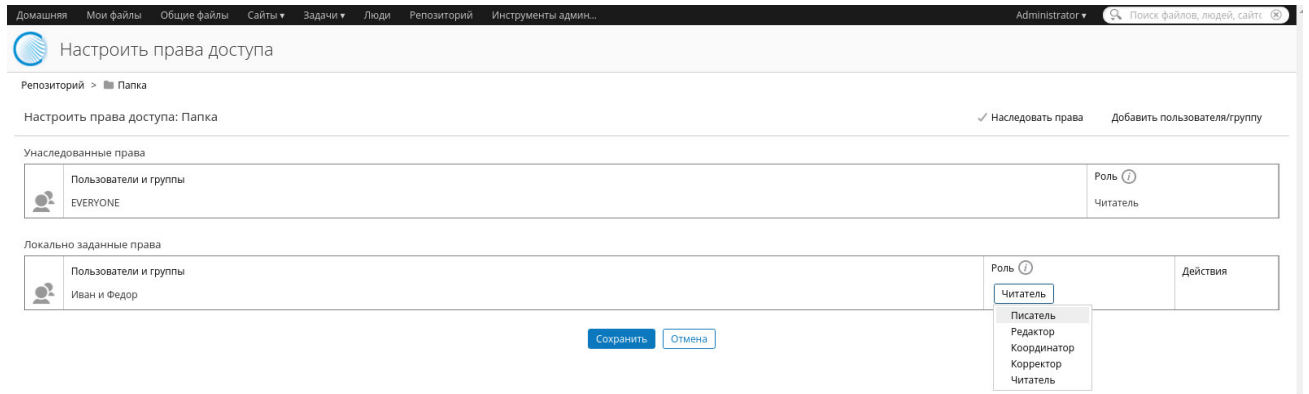 Домашняя Мои файлы Общие файлы Сайты ▾ Задачи ▾ Люди Репозиторий Инструменты админ... Administrator ▾ Поиск файлов, людей, сайтс
Настроить права доступа
Репозиторий > Папка
Настроить права доступа: Папка Наследовать права Добавить пользователя/группу
Унаследованные права
Пользователи и группы Роль i
EVERYONE Читатель
Локально заданные права
Пользователи и группы Роль i Действия
Иван и Федор Читатель
Писатель
Редактор
Координатор
Корректор
Читатель
Сохранить Отмена